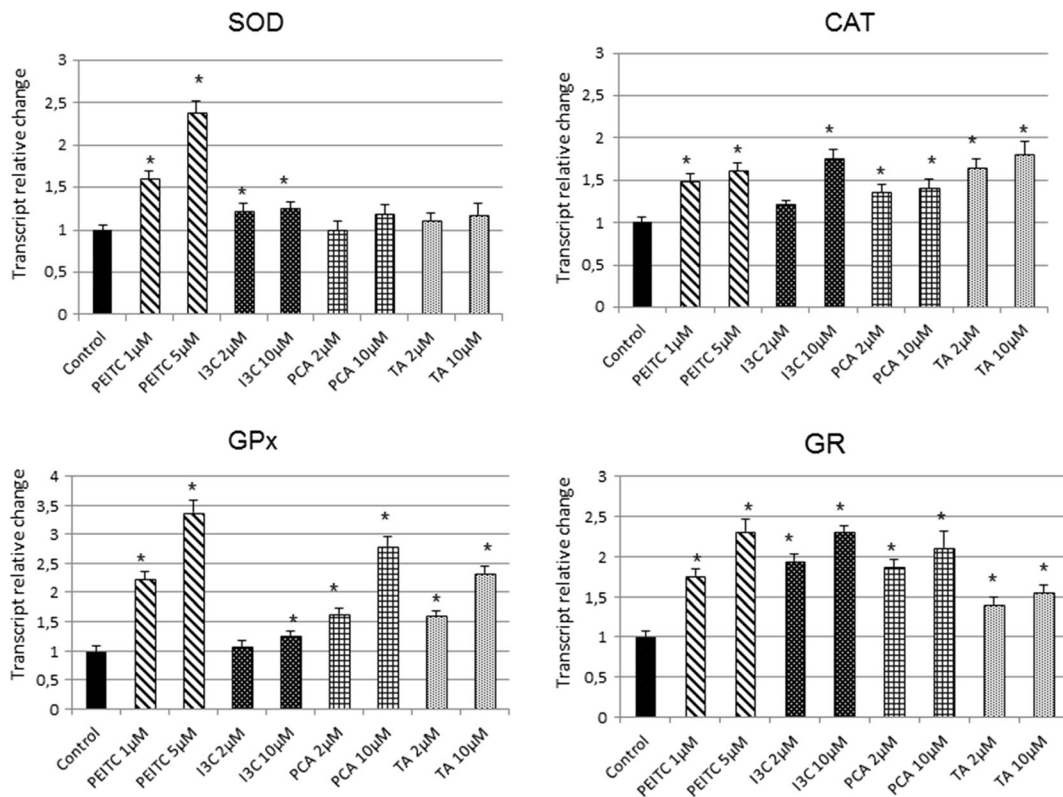 SOD
Transcript relative change
3
2,5
2
1,5
1
0,5
0
*
*
*
*
Control
PEITC 1µM
PEITC 5µM
I3C 2µM
I3C 10µM
PCA 2µM
PCA 10µM
TA 2µM
TA 10µM
CAT
Transcript relative change
3
2,5
2
1,5
1
0,5
0
*
*
*
*
*
*
*
Control
PEITC 1µM
PEITC 5µM
I3C 2µM
I3C 10µM
PCA 2µM
PCA 10µM
TA 2µM
TA 10µM
GPx
Transcript relative change
4
3,5
3
2,5
2
1,5
1
0,5
0
*
*
*
*
*
*
*
Control
PEITC 1µM
PEITC 5µM
I3C 2µM
I3C 10µM
PCA 2µM
PCA 10µM
TA 2µM
TA 10µM
GR
Transcript relative change
3
2,5
2
1,5
1
0,5
0
*
*
*
*
*
*
*
*
Control
PEITC 1µM
PEITC 5µM
I3C 2µM
I3C 10µM
PCA 2µM
PCA 10µM
TA 2µM
TA 10µM